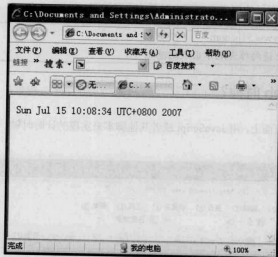 C:\Documents and Settings\Administrato...
C:\Documents and :
百度
文件(F) 编辑(E) 查看(V) 收藏夹(A) 工具(T) 帮助(H)
链接 » 搜索 百度搜索
无... C.. ×
Sun Jul 15 10:08:34 UTC+0800 2007
完成 我的电脑 100%